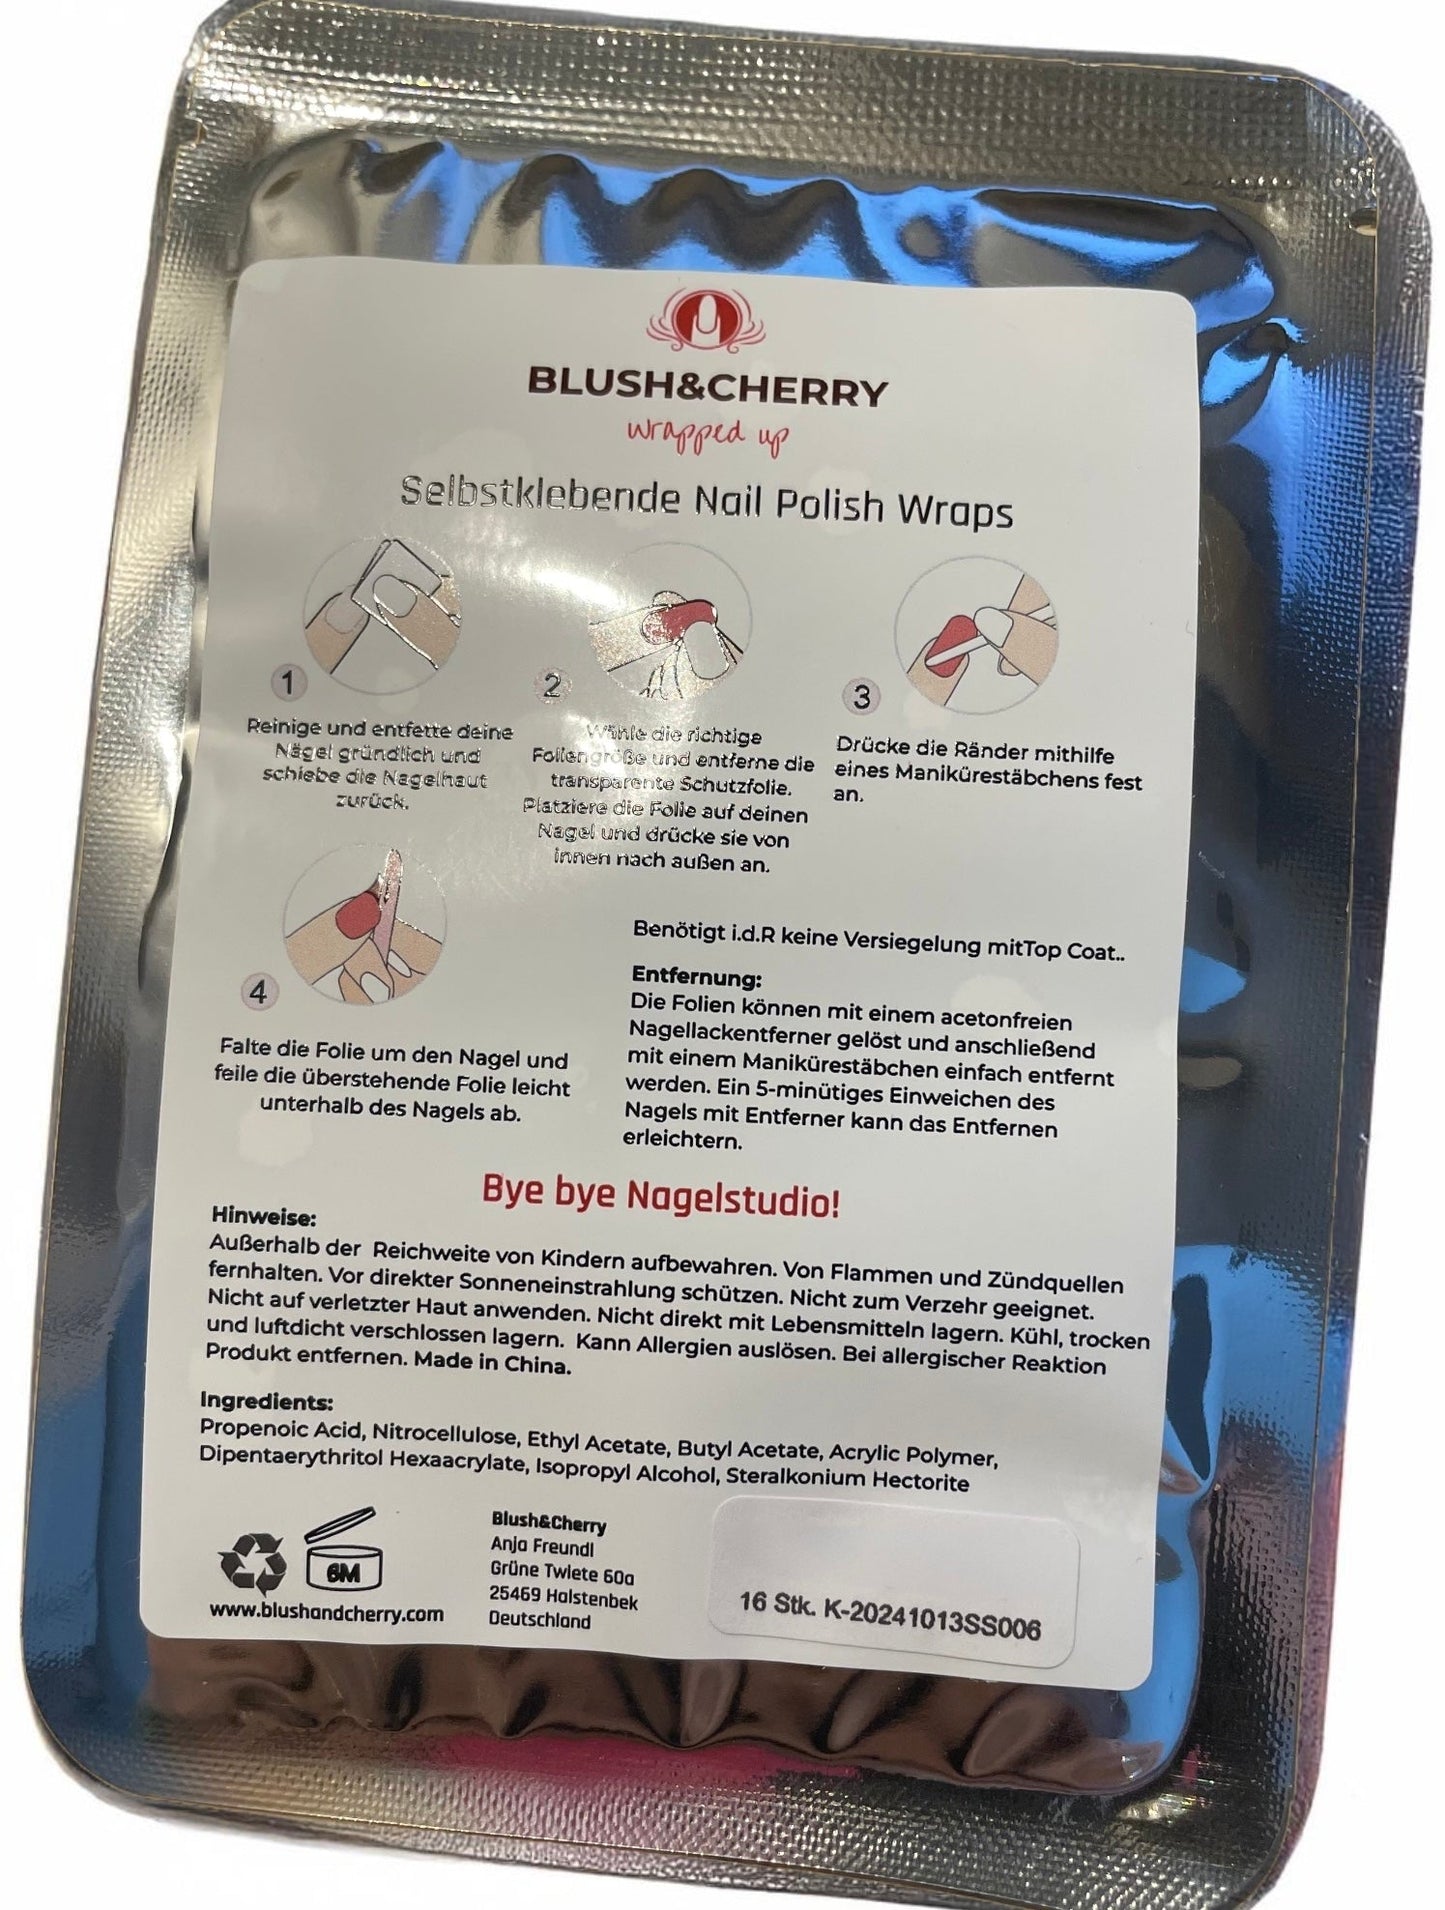 BLUSH&CHERRY
wrapped up
Selbstklebende Nail Polish Wraps
1
Reinige und entfette deine
Nägel gründlich und
schiebe die Nagelhaut
zurück.
2
Wähle die richtige
Foliengröße und entferne die
transparente Schutzfolie.
Platziere die Folie auf deinen
Nagel und drücke sie von
innen nach außen an.
3
Drücke die Ränder mithilfe
eines Manikürestäbchens fest
an.
4
Falte die Folie um den Nagel und
feile die überstehende Folie leicht
unterhalb des Nagels ab.
Benötigt i.d.R keine Versiegelung mitTop Coat..
Entfernung:
Die Folien können mit einem acetonfreien
Nagellackentferner gelöst und anschließend
mit einem Manikürestäbchen einfach entfernt
werden. Ein 5-minütiges Einweichen des
Nagels mit Entferner kann das Entfernen
erleichtern.
Bye bye Nagelstudio!
Hinweise:
Außerhalb der Reichweite von Kindern aufbewahren. Von Flammen und Zündquellen
fernhalten. Vor direkter Sonneneinstrahlung schützen. Nicht zum Verzehr geeignet.
Nicht auf verletzter Haut anwenden. Nicht direkt mit Lebensmitteln lagern. Kühl, trocken
und luftdicht verschlossen lagern. Kann Allergien auslösen. Bei allergischer Reaktion
Produkt entfernen. Made in China.
Ingredients:
Propenoic Acid, Nitrocellulose, Ethyl Acetate, Butyl Acetate, Acrylic Polymer,
Dipentaerythritol Hexaacrylate, Isopropyl Alcohol, Steralkonium Hectorite
6M
www.blushandcherry.com
Blush&Cherry
Anja Freundl
Grüne Twiete 60a
25469 Halstenbek
Deutschland
16 Stk. K-20241013SS006